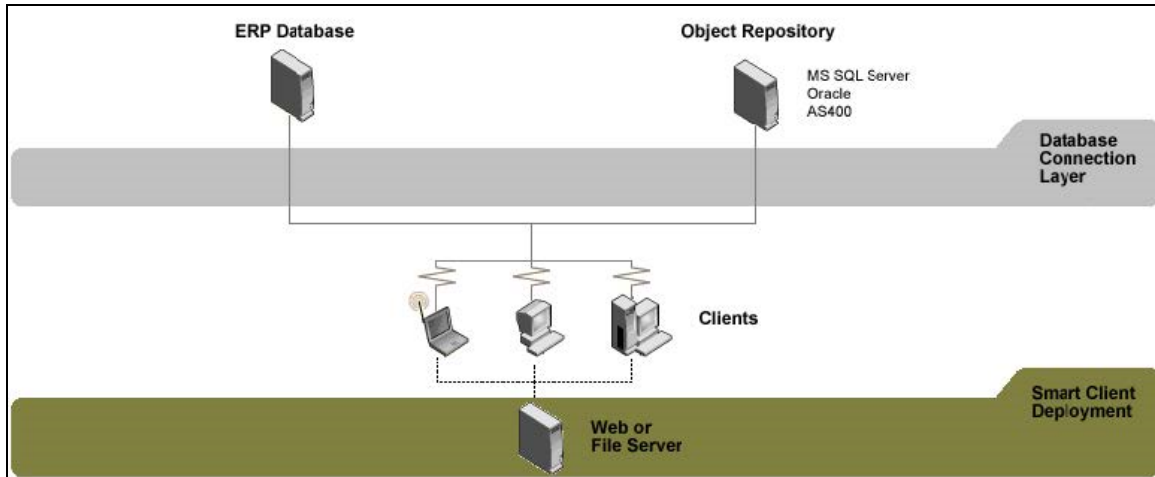 ERP Database
Object Repository
MS SQL Server
Oracle
AS400
Database
Connection
Layer
Clients
Smart Client
Deployment
Web or
File Server